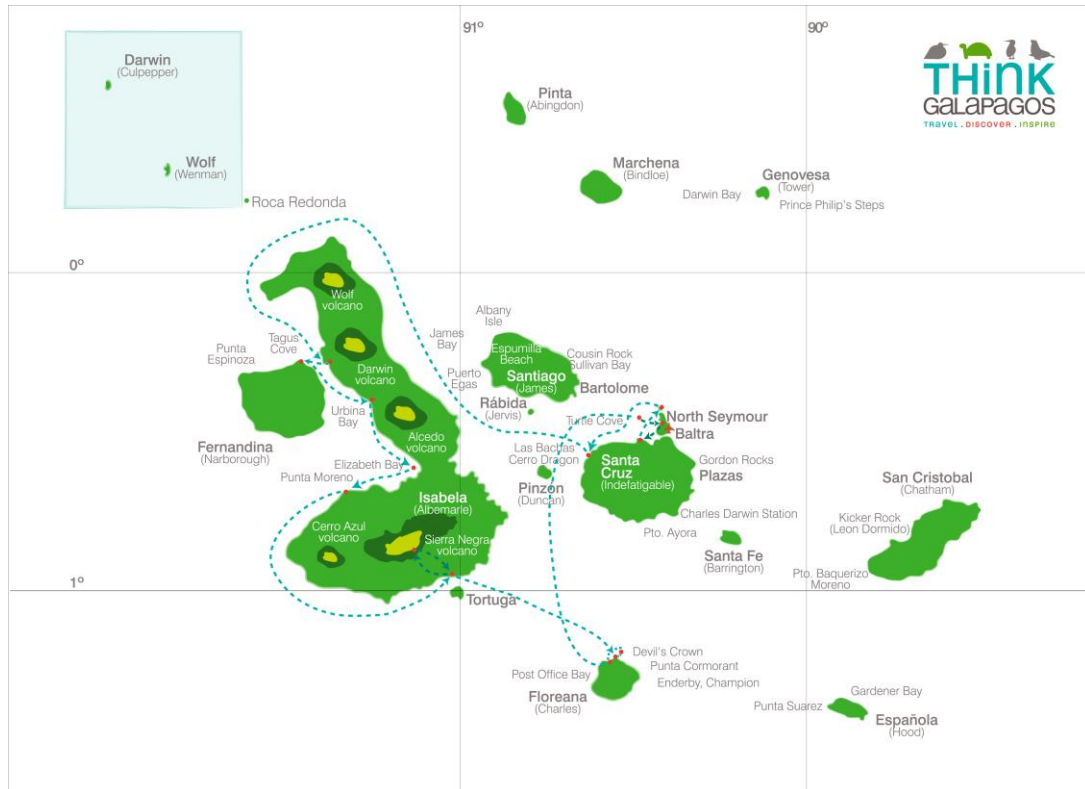 91º
90º
THiNK
GALAPAGOS
TRAVEL . DISCOVER . INSPIRE
Darwin
(Culpepper)
Wolf
(Wenman)
Roca Redonda
Pinta
(Abingdon)
Marchena
(Bindloe)
Darwin Bay
Genovesa
(Tower)
Prince Philip's Steps
0º
Wolf
volcano
Tagus
Cove
Punta
Espinoza
Darwin
volcano
Urbina
Bay
Alcedo
volcano
Fernandina
(Narborough)
Elizabeth Bay
Punta Moreno
Isabela
(Albemarle)
Cerro Azul
volcano
Sierra Negra
volcano
Albany
Isle
James
Bay
Espumilla
Beach
Cousin Rock
Sullivan Bay
Puerto
Egas
Santiago
(James)
Bartolome
Rábida
(Jervis)
Turtle Cove
North Seymour
Baltra
Las Bachas
Cerro Dragon
Santa
Cruz
(Indefatigable)
Gordon Rocks
Plazas
Pinzon
(Duncan)
Charles Darwin Station
Pto. Ayora
Santa Fe
(Barrington)
San Cristobal
(Chatham)
Kicker Rock
(Leon Dormido)
Pto. Baquerizo
Moreno
1º
Tortuga
Devil's Crown
Punta Cormorant
Enderby, Champion
Post Office Bay
Floreana
(Charles)
Gardener Bay
Punta Suarez
Española
(Hood)